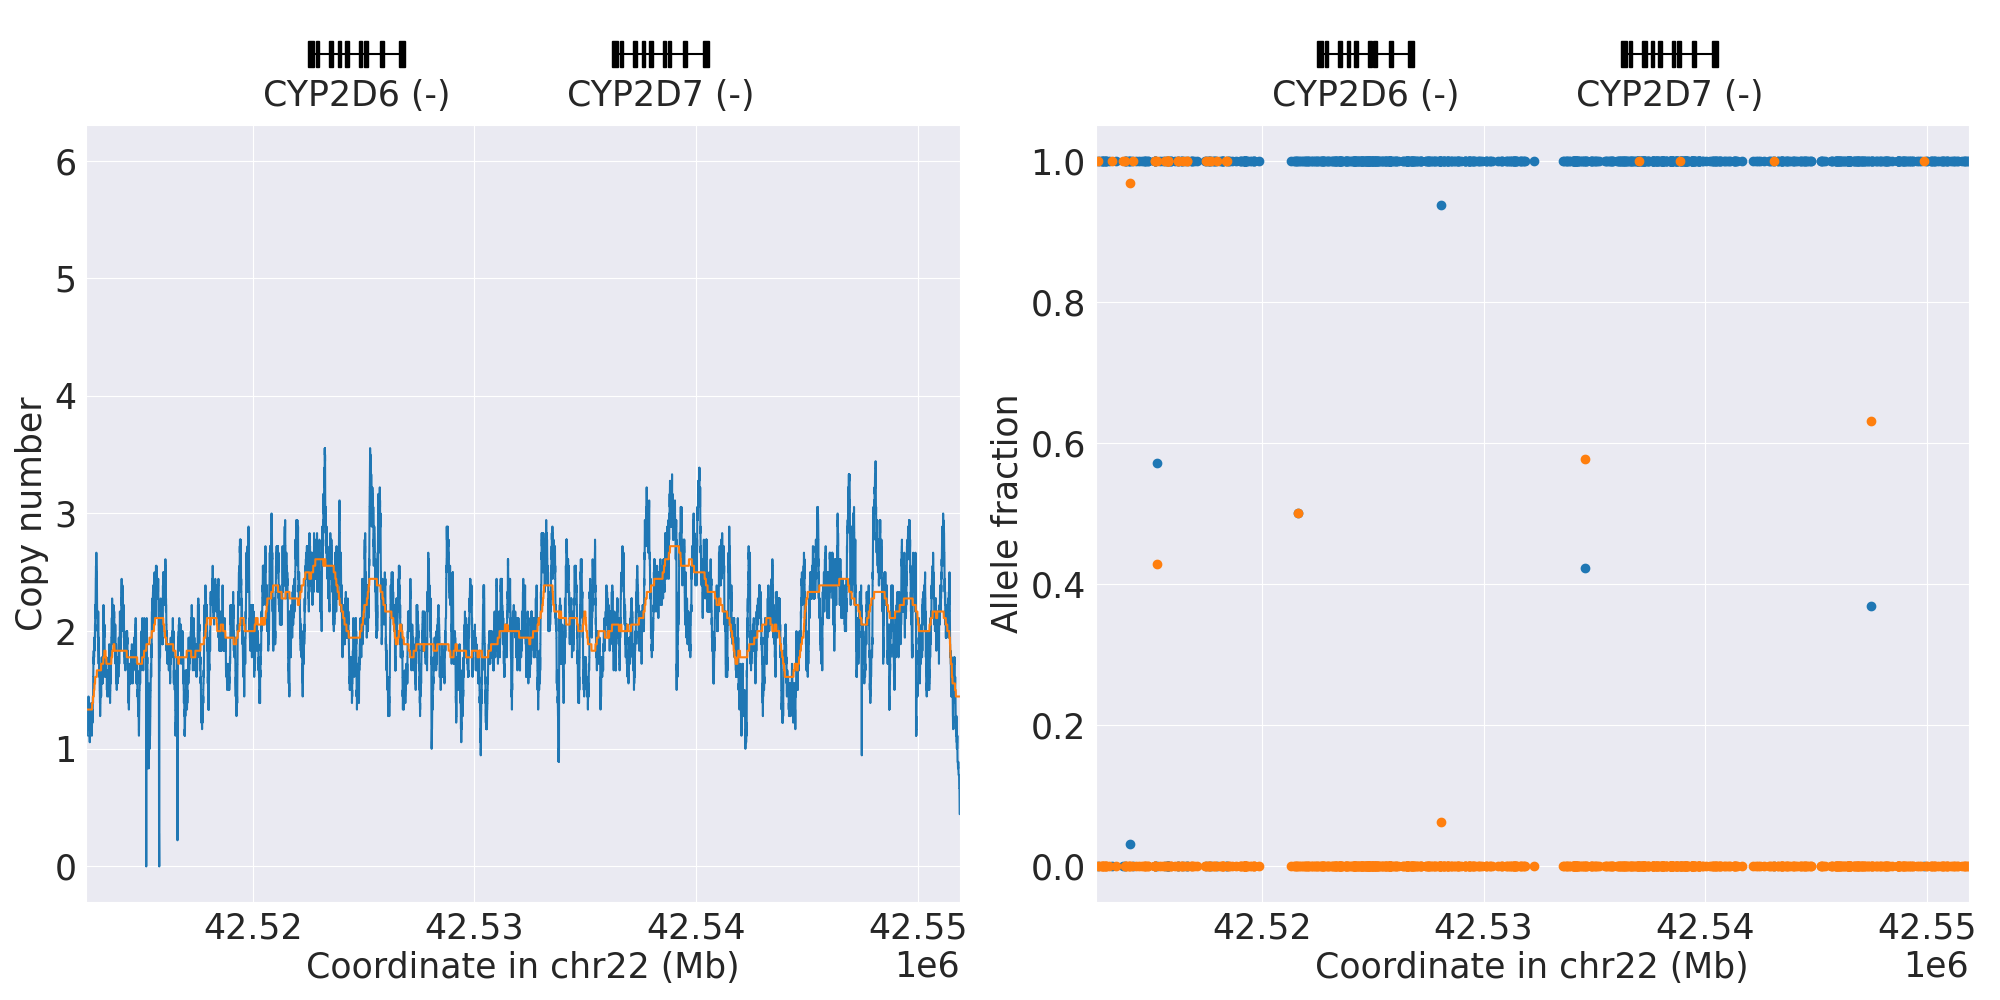 CYP2D6 (-) CYP2D7 (-)
6
5
4
3
2
1
0
Copy number
42.52 42.53 42.54 42.55
Coordinate in chr22 (Mb)
1e6
CYP2D6 (-) CYP2D7 (-)
1.0
0.8
0.6
0.4
0.2
0.0
Allele fraction
42.52 42.53 42.54 42.55
Coordinate in chr22 (Mb)
1e6